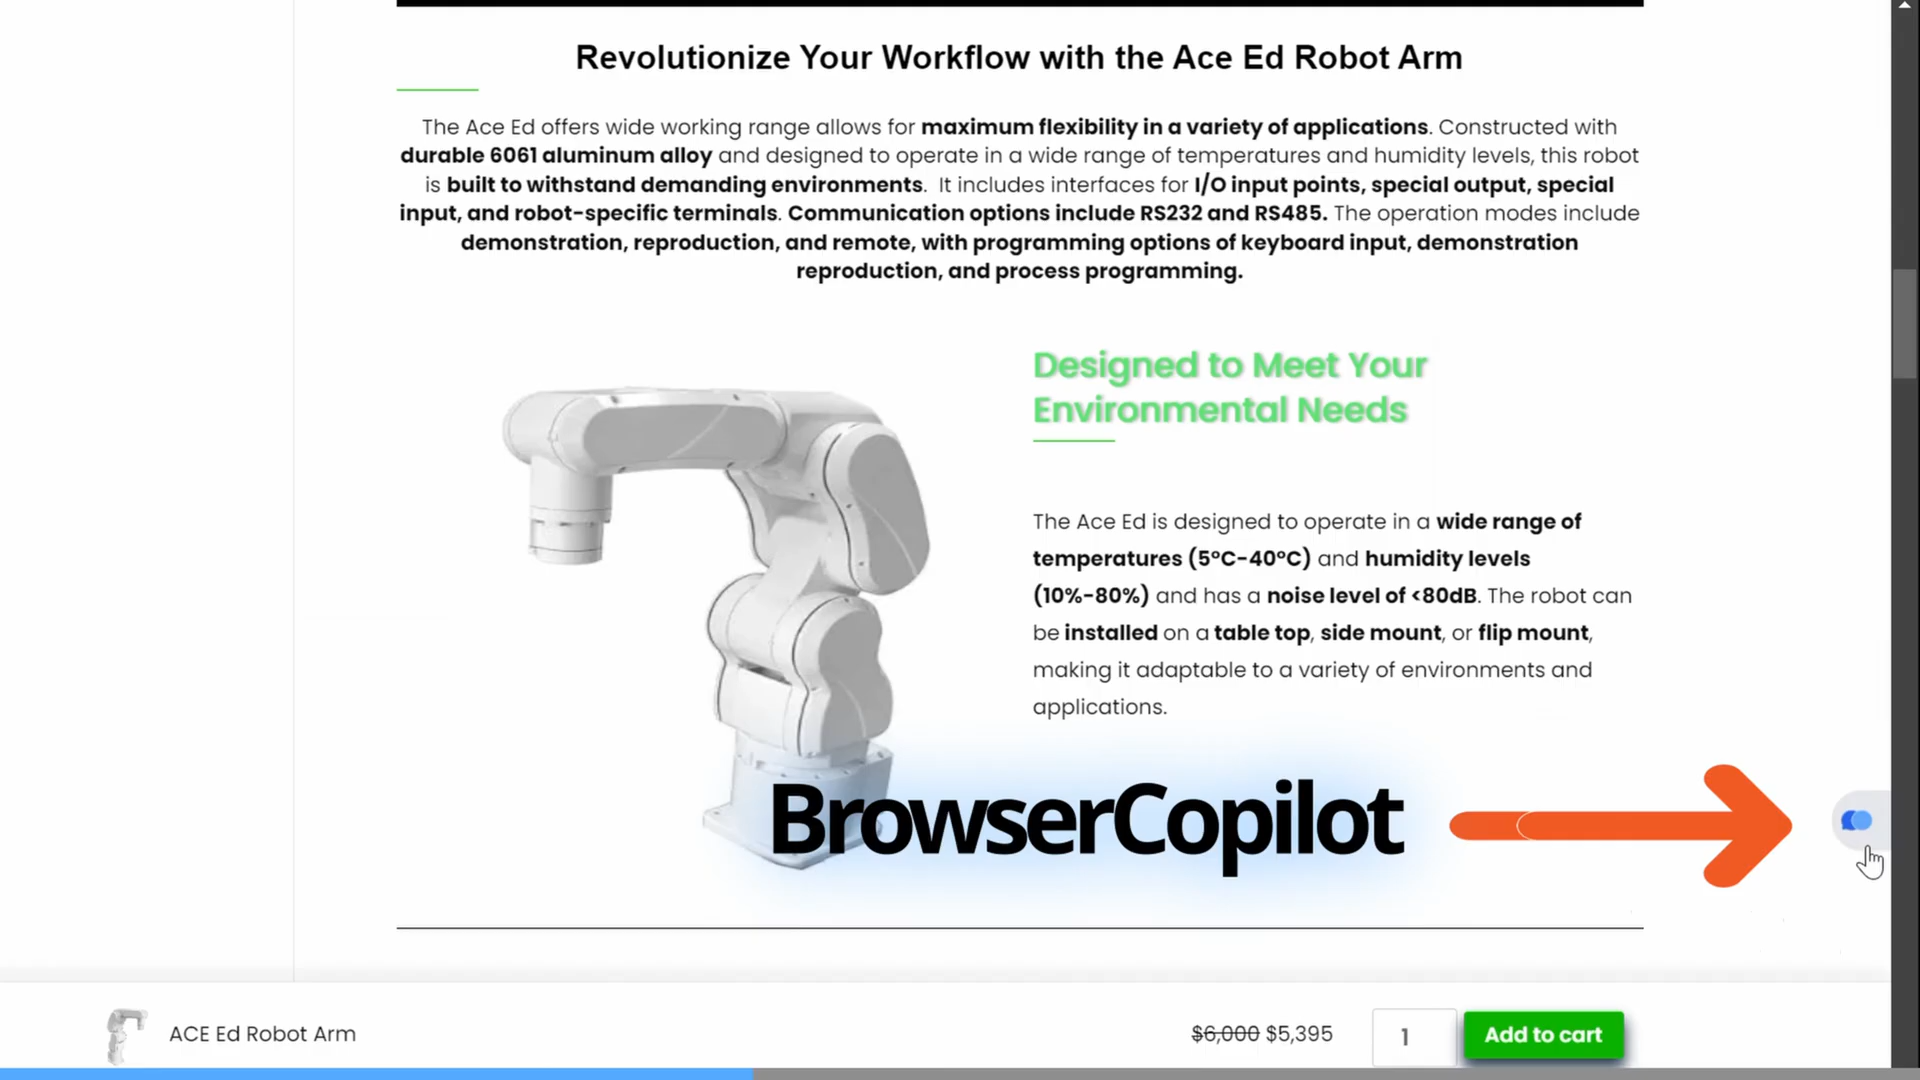 Revolutionize Your Workflow with the Ace Ed Robot Arm
The Ace Ed offers wide working range allows for maximum flexibility in a variety of applications. Constructed with
durable 6061 aluminum alloy and designed to operate in a wide range of temperatures and humidity levels, this robot
is built to withstand demanding environments. It includes interfaces for I/O input points, special output, special
input, and robot-specific terminals. Communication options include RS232 and RS485. The operation modes include
demonstration, reproduction, and remote, with programming options of keyboard input, demonstration
reproduction, and process programming.
Designed to Meet Your
Environmental Needs
The Ace Ed is designed to operate in a wide range of
temperatures (5°C-40°C) and humidity levels
(10%-80%) and has a noise level of <80dB. The robot can
be installed on a table top, side mount, or flip mount,
making it adaptable to a variety of environments and
applications.
BrowserCopilot
ACE Ed Robot Arm
$6,000 $5,395
1
Add to cart